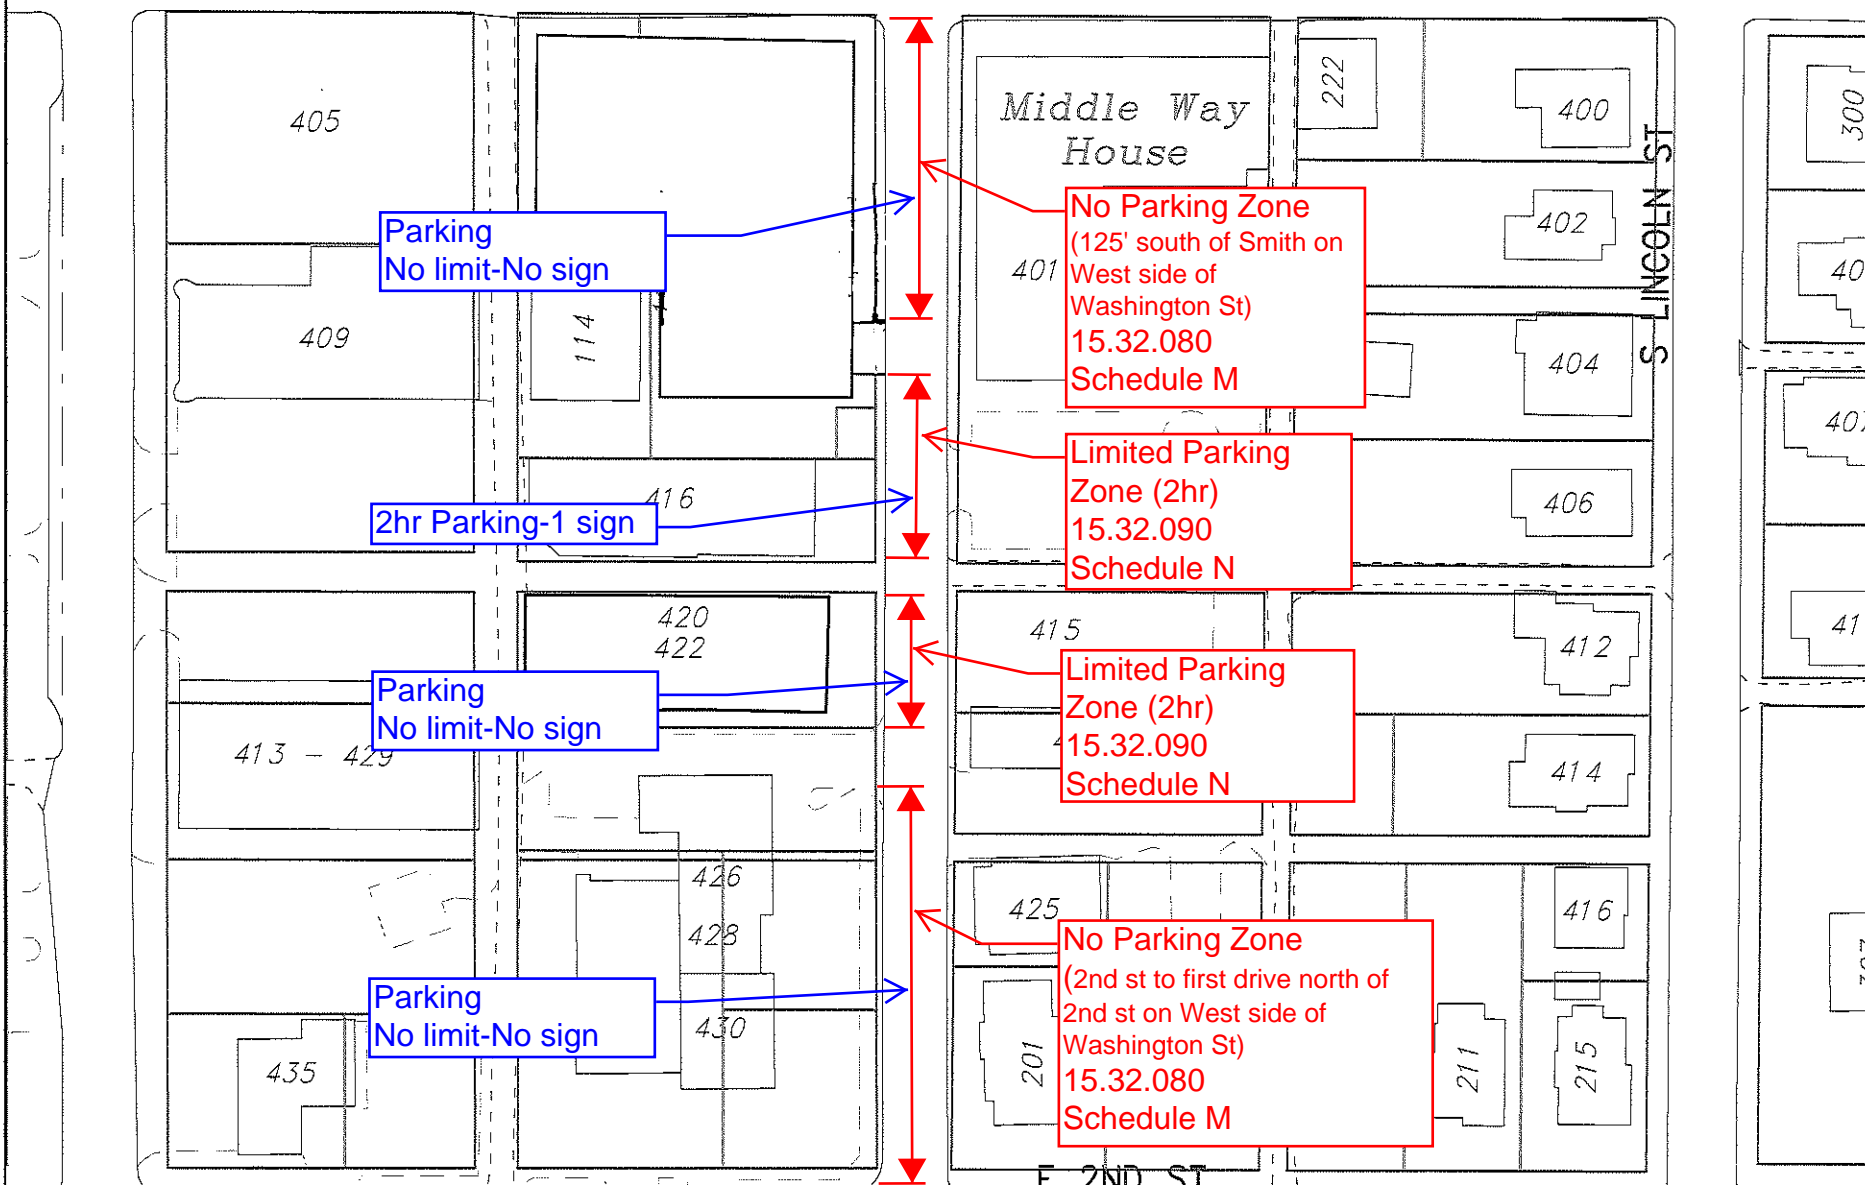 405
Middle Way
House
222
400
300
S LINCOLN ST
Parking
No limit-No sign
No Parking Zone
(125' south of Smith on
West side of
Washington St)
15.32.080
Schedule M
401
402
409
114
404
416
2hr Parking-1 sign
Limited Parking
Zone (2hr)
15.32.090
Schedule N
406
420
422
415
412
Parking
No limit-No sign
Limited Parking
Zone (2hr)
15.32.090
Schedule N
413 - 429
414
426
425
416
428
No Parking Zone
(2nd st to first drive north of
2nd st on West side of
Washington St)
15.32.080
Schedule M
Parking
No limit-No sign
430
435
201
211
215
E 2ND ST